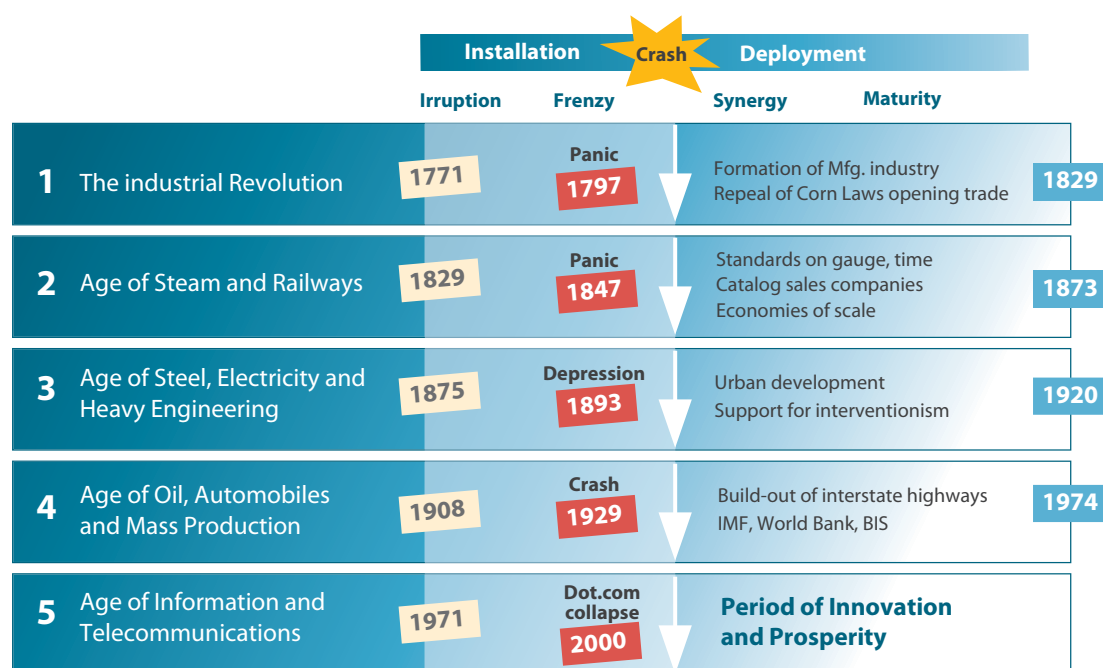 Installation
Crash
Deployment
Irruption
Frenzy
Synergy
Maturity
1
The industrial Revolution
1771
Panic
1797
Formation of Mfg. industry
Repeal of Corn Laws opening trade
1829
2
Age of Steam and Railways
1829
Panic
1847
Standards on gauge, time
Catalog sales companies
Economies of scale
1873
3
Age of Steel, Electricity and
Heavy Engineering
1875
Depression
1893
Urban development
Support for interventionism
1920
4
Age of Oil, Automobiles
and Mass Production
1908
Crash
1929
Build-out of interstate highways
IMF, World Bank, BIS
1974
5
Age of Information and
Telecommunications
1971
Dot.com
collapse
2000
Period of Innovation
and Prosperity